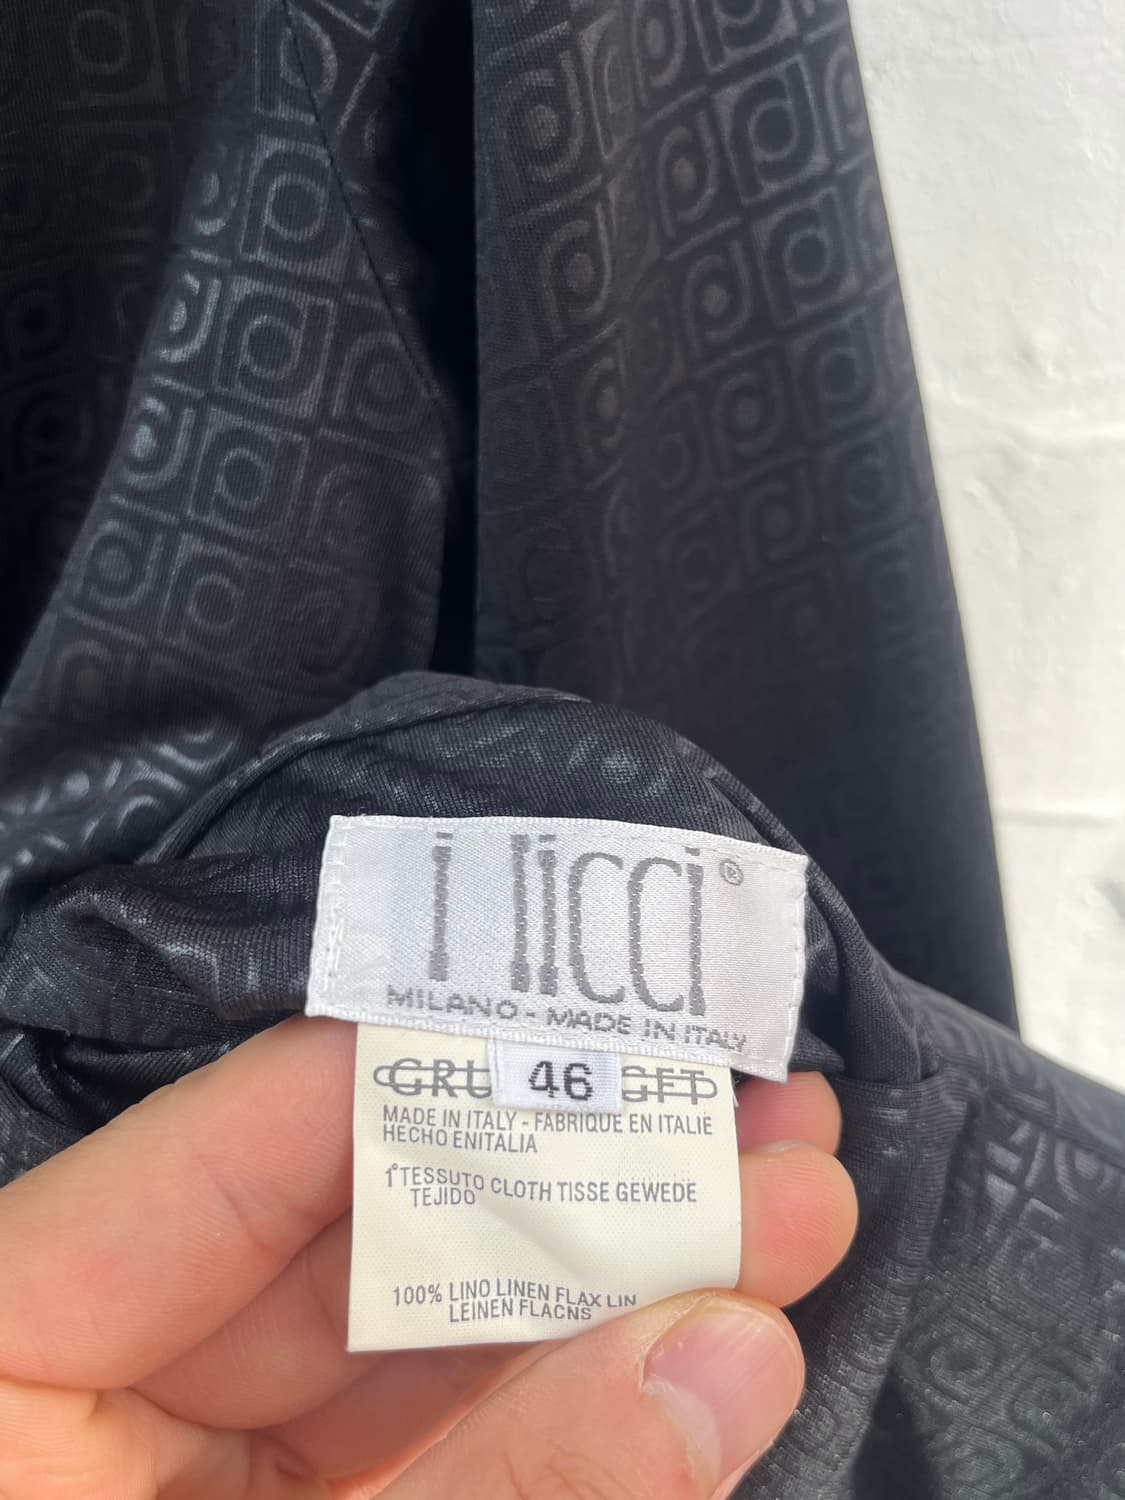 i liicci®
MILANO - MADE IN ITALY
46
GRU GFT
MADE IN ITALY - FABRIQUE EN ITALIE
HECHO ENITALIA
1° TESSUTO CLOTH TISSE GEWEDE
TEJIDO
100% LINO LINEN FLAX LIN
LEINEN FLACNS